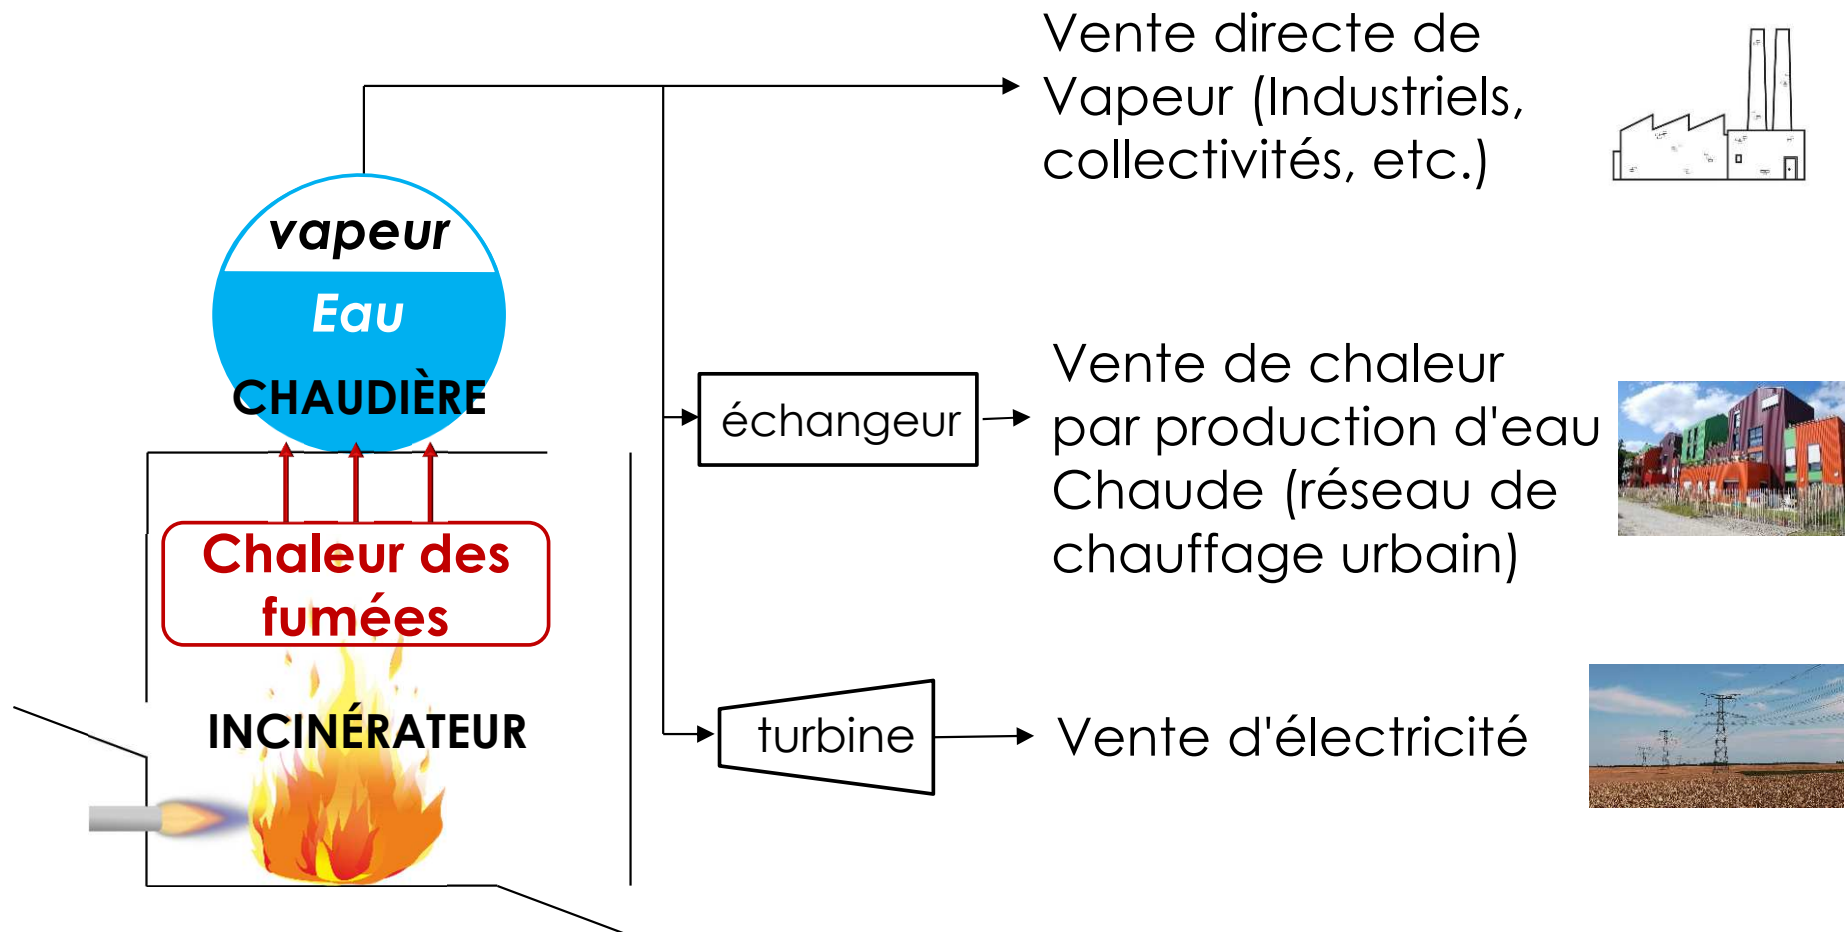 Vente directe de
Vapeur (Industriels,
collectivités, etc.)
vapeur
Eau
CHAUDIÈRE
échangeur
Vente de chaleur
par production d'eau
Chaude (réseau de
chauffage urbain)
Chaleur des
fumées
INCINÉRATEUR
turbine
Vente d'électricité